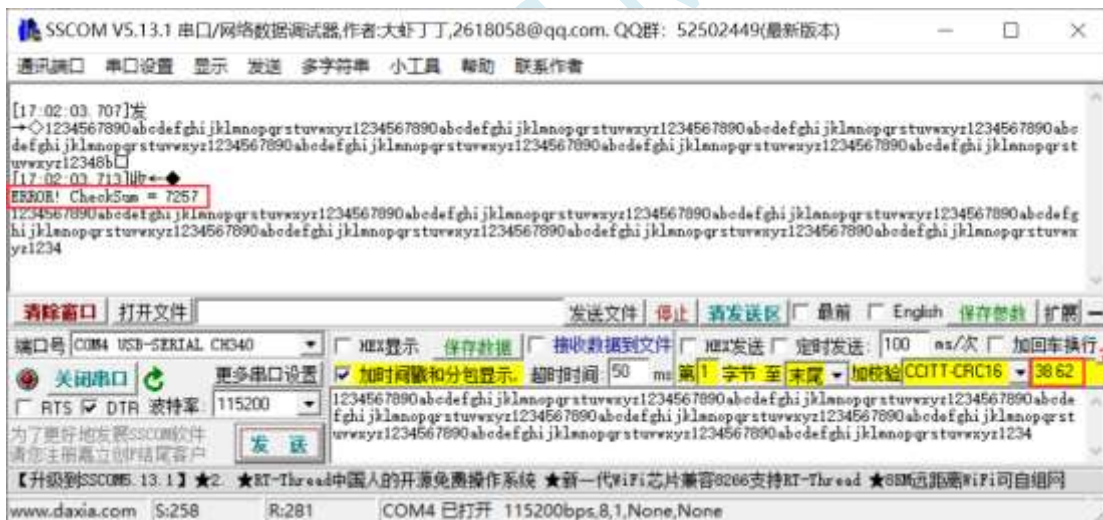 SSCOM V5.13.1 串口/网络数据调试器,作者:大虾丁丁,2618058@qq.com. QQ群: 52502449(最新版本)
通讯端口 串口设置 显示 发送 多字符串 小工具 帮助 联系作者
[17:02:03.707]发
→◇1234567890abcdefghijklmnopqrstuvwxyz1234567890abcdefghijklmnopqrstuvwxyz1234567890abcdefghijklmnopqrstuvwxyz1234567890abc
defghijklmnopqrstuvwxyz1234567890abcdefghijklmnopqrstuvwxyz1234567890abcdefghijklmnopqrstuvwxyz1234567890abcdefghijklmnopqrst
uvwxyz12348b□
[17:02:03.713]收←◆
ERROR! CheckSum = 7257
1234567890abcdefghijklmnopqrstuvwxyz1234567890abcdefghijklmnopqrstuvwxyz1234567890abcdefghijklmnopqrstuvwxyz1234567890abcdefg
hijklmnopqrstuvwxyz1234567890abcdefghijklmnopqrstuvwxyz1234567890abcdefghijklmnopqrstuvwxyz1234567890abcdefghijklmnopqrstuvwx
yz1234
清除窗口 打开文件 发送文件 停止 清发送区 最前 English 保存参数 扩展 —
端口号 COM4 USB-SERIAL CH340 HEX显示 保存数据 接收数据到文件 HEX发送 定时发送: 100 ms/次 加回车换行
关闭串口 更多串口设置 加时间戳和分包显示. 超时时间: 50 ms 第 1 字节 至 末尾 加校验 CCITT-CRC16 38 62
RTS DTR 波特率: 115200
1234567890abcdefghijklmnopqrstuvwxyz1234567890abcdefghijklmnopqrstuvwxyz1234567890abcde
fghijklmnopqrstuvwxyz1234567890abcdefghijklmnopqrstuvwxyz1234567890abcdefghijklmnopqrst
uvwxyz1234567890abcdefghijklmnopqrstuvwxyz1234567890abcdefghijklmnopqrstuvwxyz1234
为了更好地发展SSCOM软件
请您注册嘉立创F结尾客户
发 送
【升级到SSCOM5.13.1】★2. ★RT-Thread中国人的开源免费操作系统 ★新一代WiFi芯片兼容8266支持RT-Thread ★8KM远距离WiFi可自组网
www.daxia.com S:258 R:281 COM4 已打开 115200bps,8,1,None,None